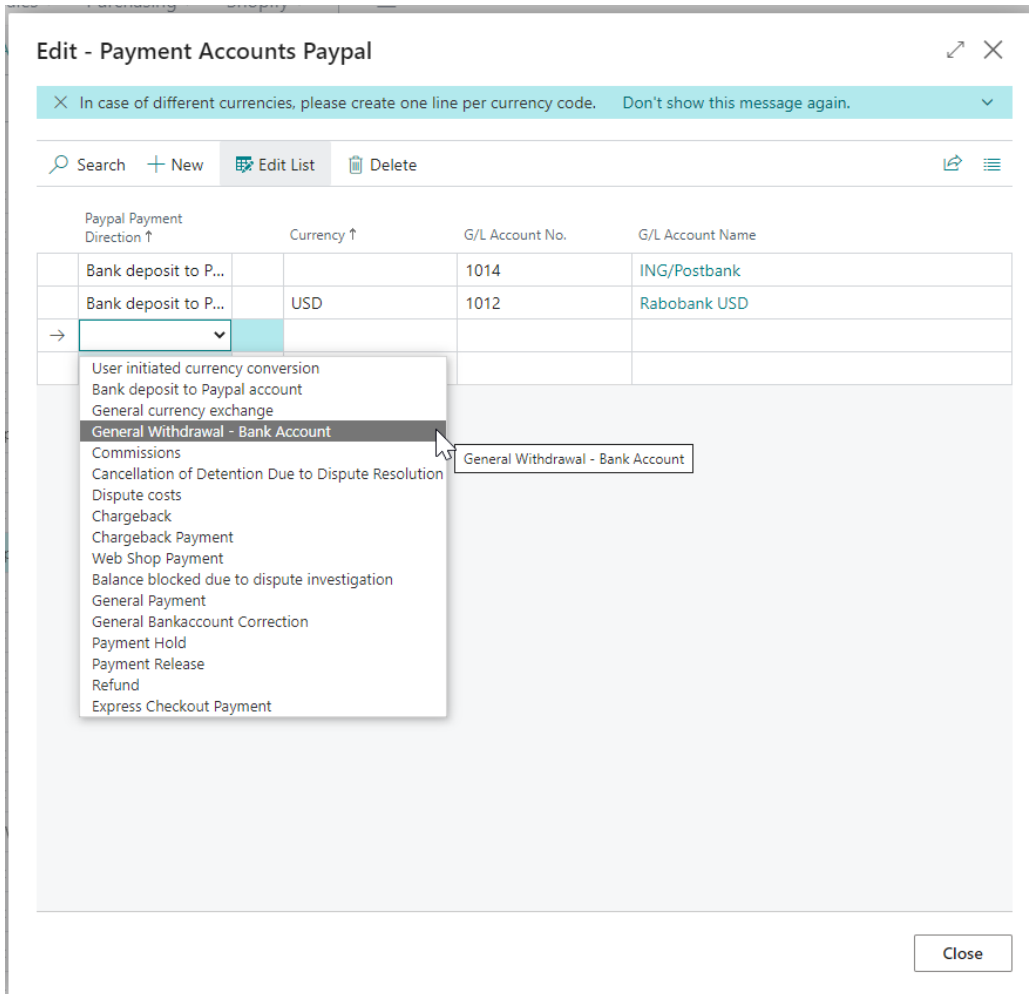 Purchasing
Shopify
Edit - Payment Accounts Paypal
In case of different currencies, please create one line per currency code. Don't show this message again.
Search New Edit List Delete
Paypal Payment
Direction ↑ Currency ↑ G/L Account No. G/L Account Name
Bank deposit to P... 1014 ING/Postbank
Bank deposit to P... USD 1012 Rabobank USD
User initiated currency conversion
Bank deposit to Paypal account
General currency exchange
General Withdrawal - Bank Account
Commissions
General Withdrawal - Bank Account
Cancellation of Detention Due to Dispute Resolution
Dispute costs
Chargeback
Chargeback Payment
Web Shop Payment
Balance blocked due to dispute investigation
General Payment
General Bankaccount Correction
Payment Hold
Payment Release
Refund
Express Checkout Payment
Close